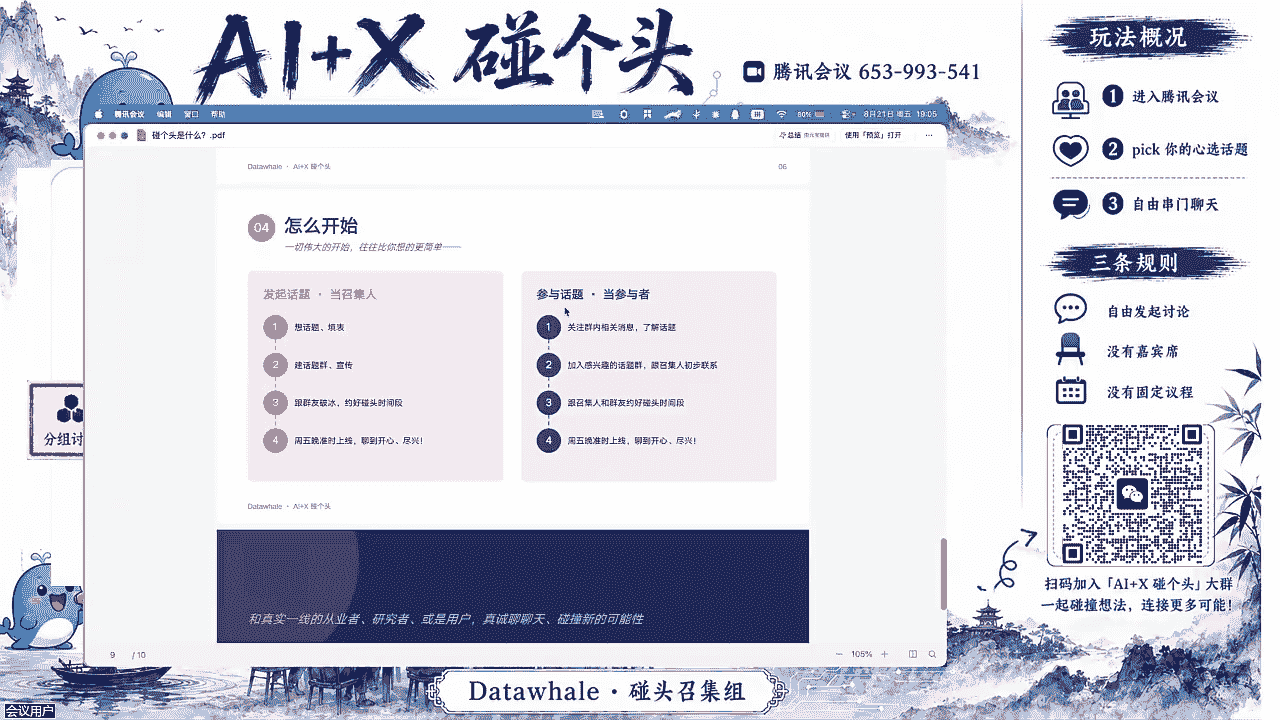 AI+X 碰个头
腾讯会议 653-993-541
腾讯会议 编辑 窗口 帮助
80% 8月21日 周五 19:05
碰个头是什么？.pdf
总结 使用「预览」打开 ···
Datawhale · AI+X 碰个头
06
04 怎么开始
一切伟大的开始，往往比你想的更简单——
发起话题 · 当召集人
1 想话题、填表
2 建话题群、宣传
3 跟群友破冰，约好碰头时间段
4 周五晚准时上线，聊到开心、尽兴！
参与话题 · 当参与者
1 关注群内相关消息，了解话题
2 加入感兴趣的话题群，跟召集人初步联系
3 跟召集人和群友约好碰头时间段
4 周五晚准时上线，聊到开心、尽兴！
Datawhale · AI+X 碰个头
和真实一线的从业者、研究者、或是用户，真诚聊聊天、碰撞新的可能性
9 / 10
105%
分组讨
玩法概况
1 进入腾讯会议
2 pick 你的心选话题
3 自由串门聊天
三条规则
自由发起讨论
没有嘉宾席
没有固定议程
扫码加入「AI+X 碰个头」大群
一起碰撞想法，连接更多可能！
Datawhale · 碰头召集组
会议用户